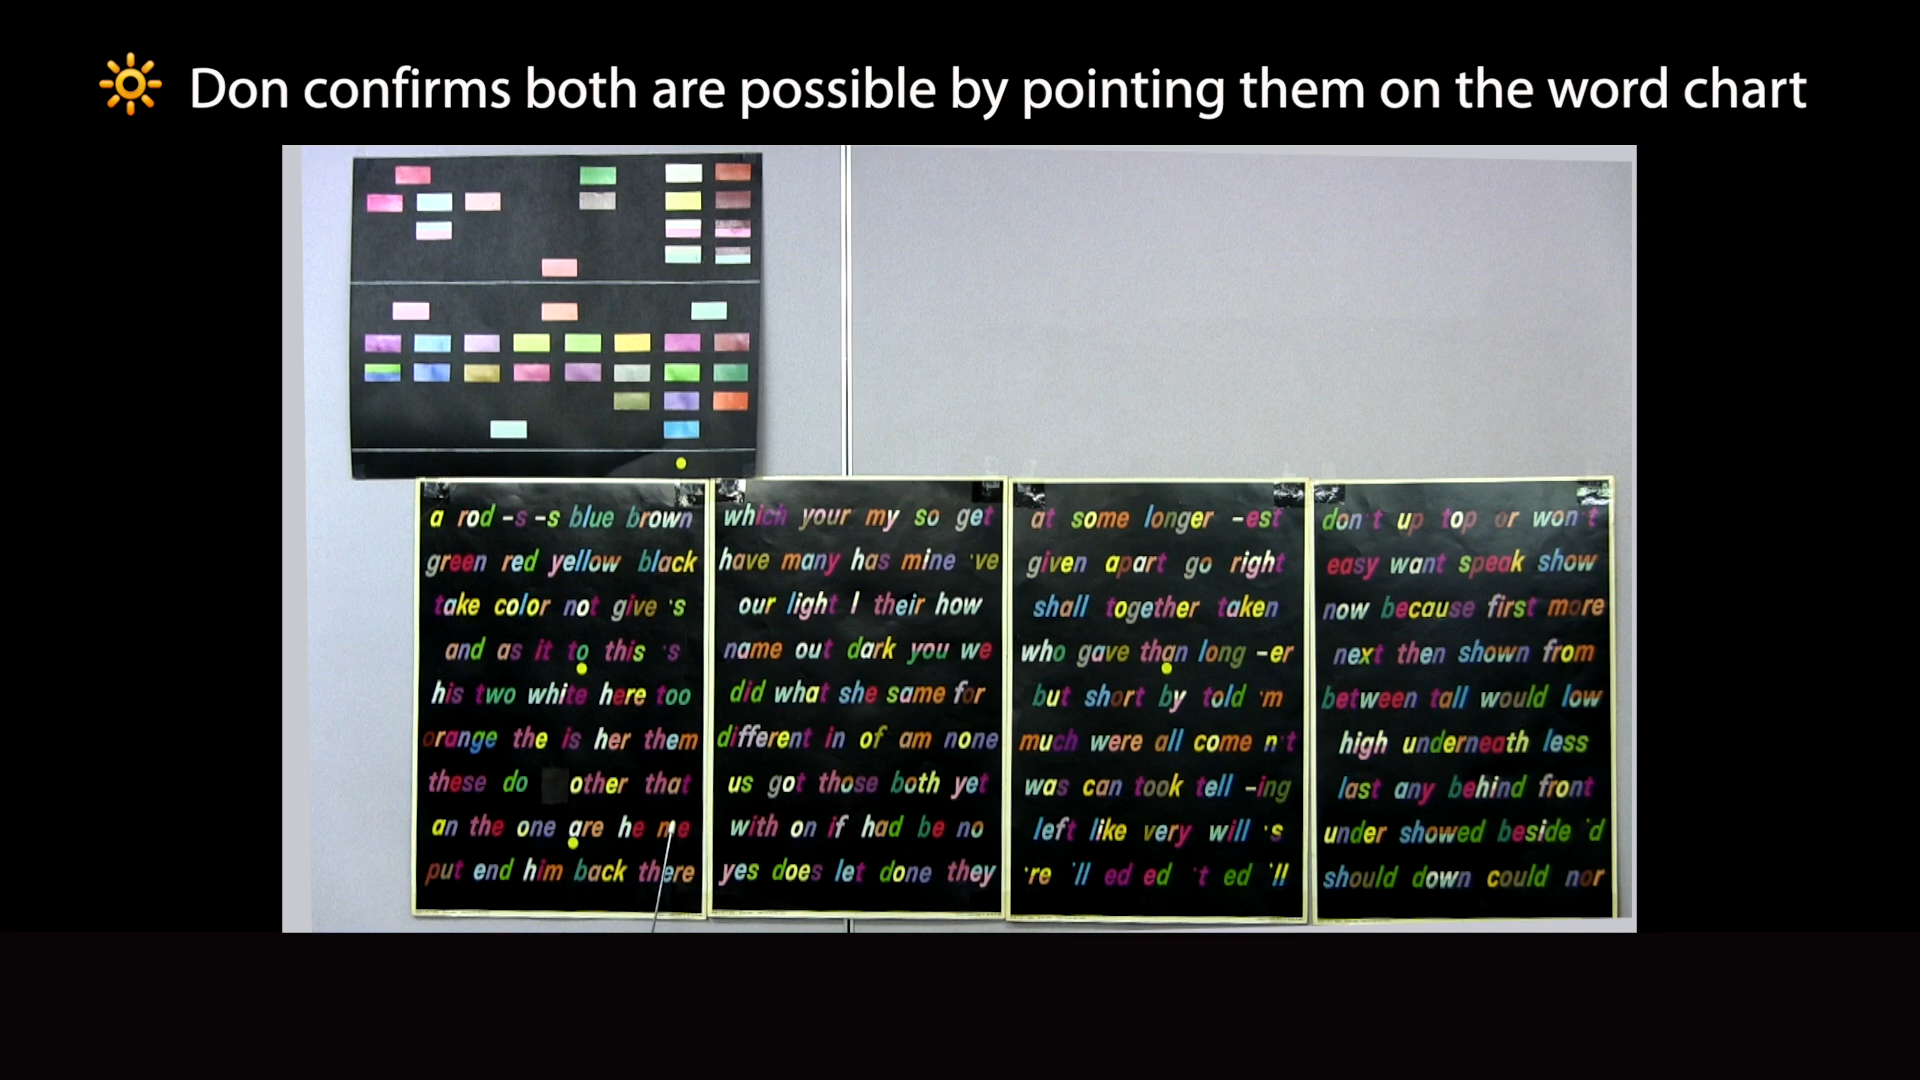 Don confirms both are possible by pointing them on the word chart
a rod -s -s blue brown
green red yellow black
take color not give 's
and as it to this 's
his two white here too
orange the is her them
these do other that
an the one are he me
put end him back there
which your my so get
have many has mine 've
our light I their how
name out dark you we
did what she same for
different in of am none
us got those both yet
with on if had be no
yes does let done they
at some longer -est
given apart go right
shall together taken
who gave than long -er
but short by told 'm
much were all come n't
was can took tell -ing
left like very will 's
're 'll ed ed 't ed 'll
don't up top or won't
easy want speak show
now because first more
next then shown from
between tall would low
high underneath less
last any behind front
under showed beside 'd
should down could nor